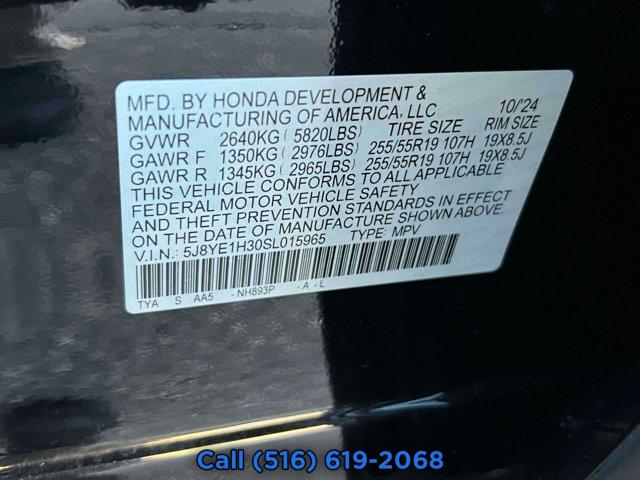 MFD. BY HONDA DEVELOPMENT &
MANUFACTURING OF AMERICA, LLC 10/'24
GVWR 2640KG (5820LBS) TIRE SIZE RIM SIZE
GAWR F 1350KG (2976LBS) 255/55R19 107H 19X8.5J
GAWR R 1345KG (2965LBS) 255/55R19 107H 19X8.5J
THIS VEHICLE CONFORMS TO ALL APPLICABLE
FEDERAL MOTOR VEHICLE SAFETY
AND THEFT PREVENTION STANDARDS IN EFFECT
ON THE DATE OF MANUFACTURE SHOWN ABOVE.
V.I.N.: 5J8YE1H30SL015965 TYPE: MPV
TYA S AA5 -NH893P -A-L
Call (516) 619-2068